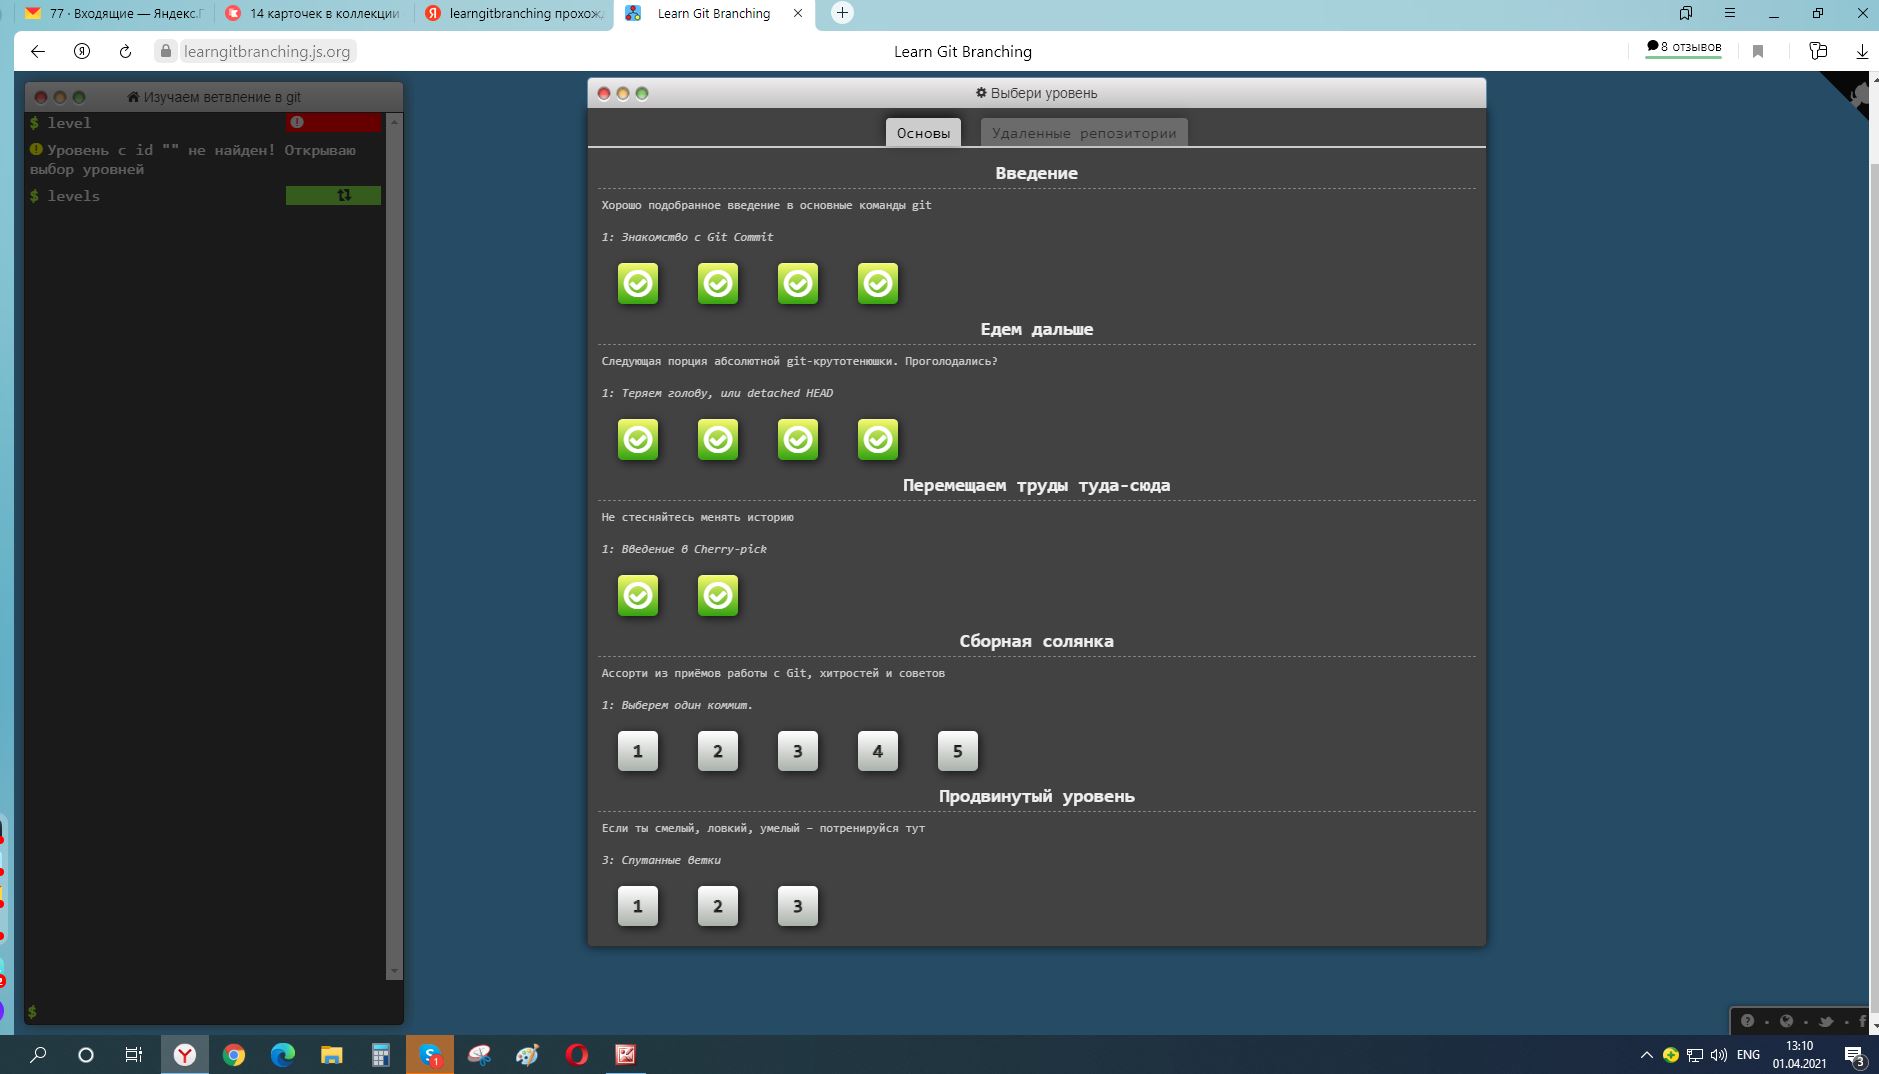 77 · Входящие — Яндекс.П
14 карточек в коллекции
Я learngitbranching прохожд
Learn Git Branching
Я
learngitbranching.js.org
Learn Git Branching
8 отзывов
Изучаем ветвление в git
$ level
Уровень с id "" не найден! Открываю
выбор уровней
$ levels
$
Выбери уровень
Основы
Удаленные репозитории
Введение
Хорошо подобранное введение в основные команды git
1: Знакомство с Git Commit
Едем дальше
Следующая порция абсолютной git-крутотенюшки. Проголодались?
1: Теряем голову, или detached HEAD
Перемещаем труды туда-сюда
Не стесняйтесь менять историю
1: Введение в Cherry-pick
Сборная солянка
Ассорти из приёмов работы с Git, хитростей и советов
1: Выберем один коммит.
1 2 3 4 5
Продвинутый уровень
Если ты смелый, ловкий, умелый – потренируйся тут
3: Спутанные ветки
1 2 3
1
ENG
13:10
01.04.2021
3